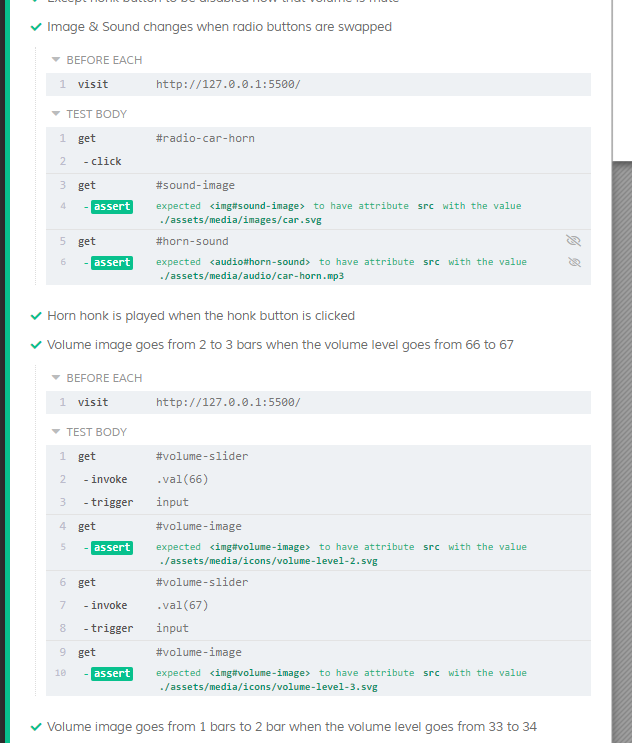 Except honk button to be disabled now that volume is mute
Image & Sound changes when radio buttons are swapped
BEFORE EACH
1 visit http://127.0.0.1:5500/
TEST BODY
1 get #radio-car-horn
2 - click
3 get #sound-image
4 - assert expected <img#sound-image> to have attribute src with the value
./assets/media/images/car.svg
5 get #horn-sound
6 - assert expected <audio#horn-sound> to have attribute src with the value
./assets/media/audio/car-horn.mp3
Horn honk is played when the honk button is clicked
Volume image goes from 2 to 3 bars when the volume level goes from 66 to 67
BEFORE EACH
1 visit http://127.0.0.1:5500/
TEST BODY
1 get #volume-slider
2 - invoke .val(66)
3 - trigger input
4 get #volume-image
5 - assert expected <img#volume-image> to have attribute src with the value
./assets/media/icons/volume-level-2.svg
6 get #volume-slider
7 - invoke .val(67)
8 - trigger input
9 get #volume-image
10 - assert expected <img#volume-image> to have attribute src with the value
./assets/media/icons/volume-level-3.svg
Volume image goes from 1 bars to 2 bar when the volume level goes from 33 to 34